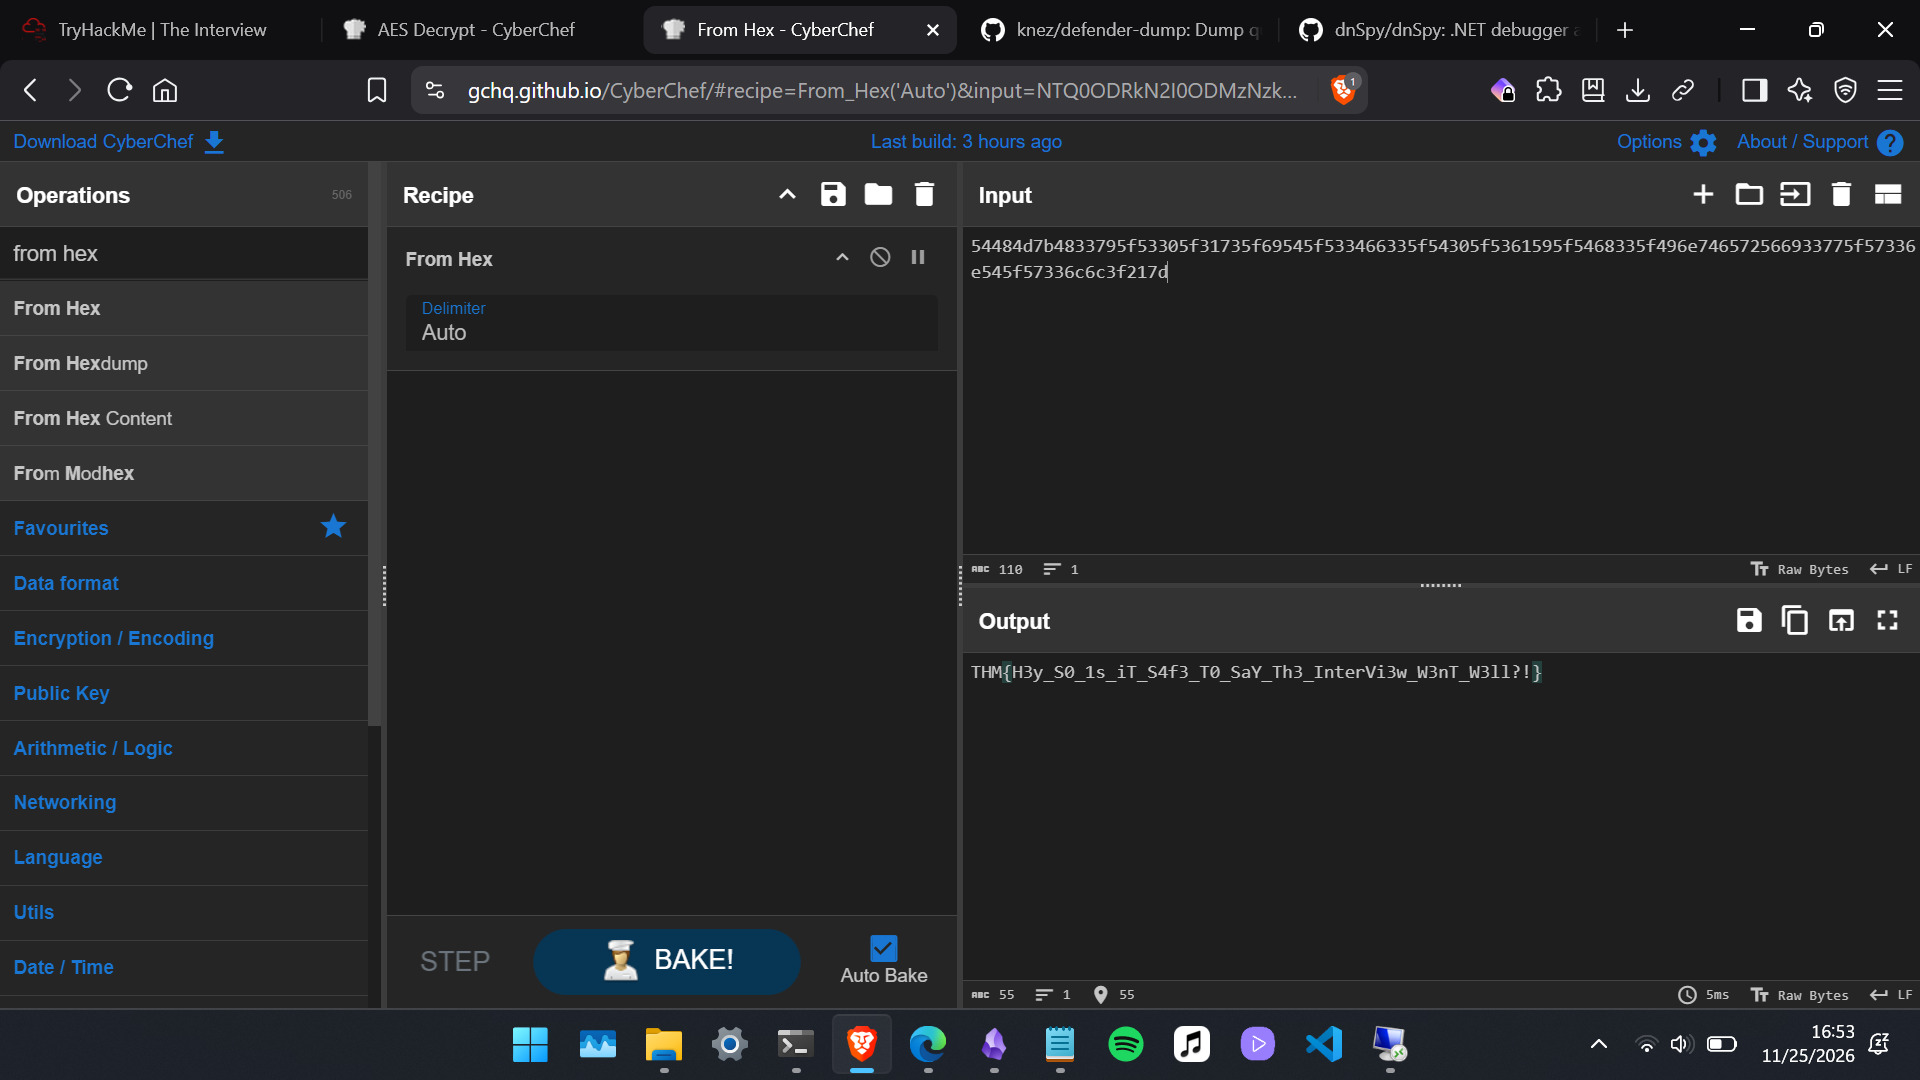 TryHackMe | The Interview
AES Decrypt - CyberChef
From Hex - CyberChef
knez/defender-dump: Dump q
dnSpy/dnSpy: .NET debugger a
gchq.github.io/CyberChef/#recipe=From_Hex('Auto')&input=NTQ0ODRkN2I0ODMzNzk...
1
Download CyberChef
Last build: 3 hours ago
Options
About / Support
Operations
506
Recipe
Input
from hex
From Hex
From Hexdump
From Hex Content
From Modhex
Favourites
Data format
Encryption / Encoding
Public Key
Arithmetic / Logic
Networking
Language
Utils
Date / Time
From Hex
Delimiter
Auto
STEP
BAKE!
Auto Bake
54484d7b4833795f53305f31735f69545f533466335f54305f5361595f5468335f496e746572566933775f57336
e545f57336c6c3f217d
ABC 110
1
Raw Bytes
LF
Output
THM{H3y_S0_1s_iT_S4f3_T0_SaY_Th3_InterVi3w_W3nT_W3ll?!}
ABC 55
1
55
5ms
Raw Bytes
LF
16:53
11/25/2026